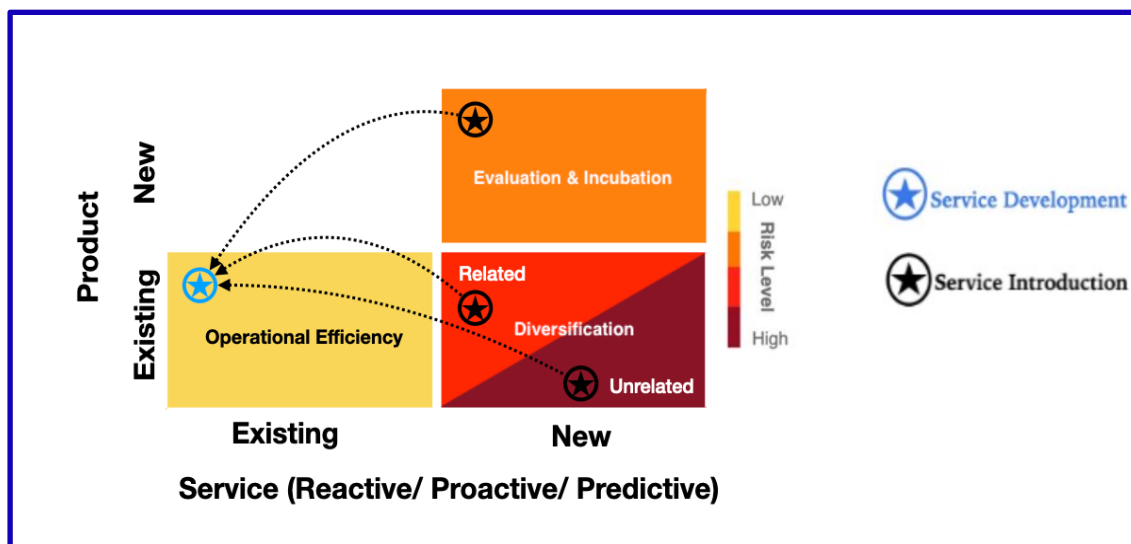 Product
New
Existing
Evaluation & Incubation
Related
Diversification
Unrelated
Operational Efficiency
Existing
New
Service (Reactive/ Proactive/ Predictive)
Low
Risk Level
High
Service Development
Service Introduction